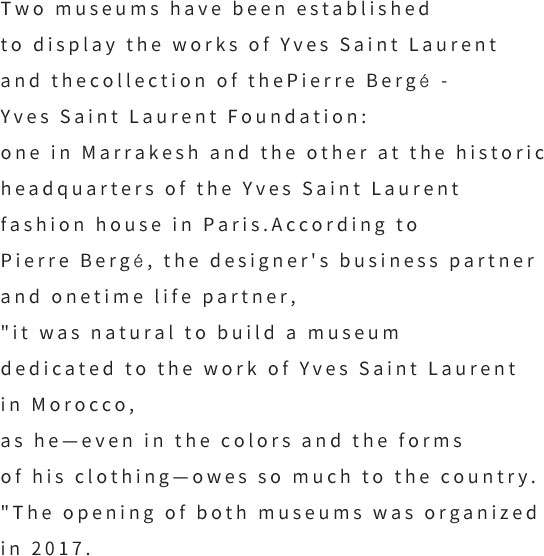 Two museums have been established
to display the works of Yves Saint Laurent
and thecollection of thePierre Bergé -
Yves Saint Laurent Foundation:
one in Marrakesh and the other at the historic
headquarters of the Yves Saint Laurent
fashion house in Paris.According to
Pierre Bergé, the designer's business partner
and onetime life partner,
"it was natural to build a museum
dedicated to the work of Yves Saint Laurent
in Morocco,
as he—even in the colors and the forms
of his clothing—owes so much to the country.
"The opening of both museums was organized
in 2017.